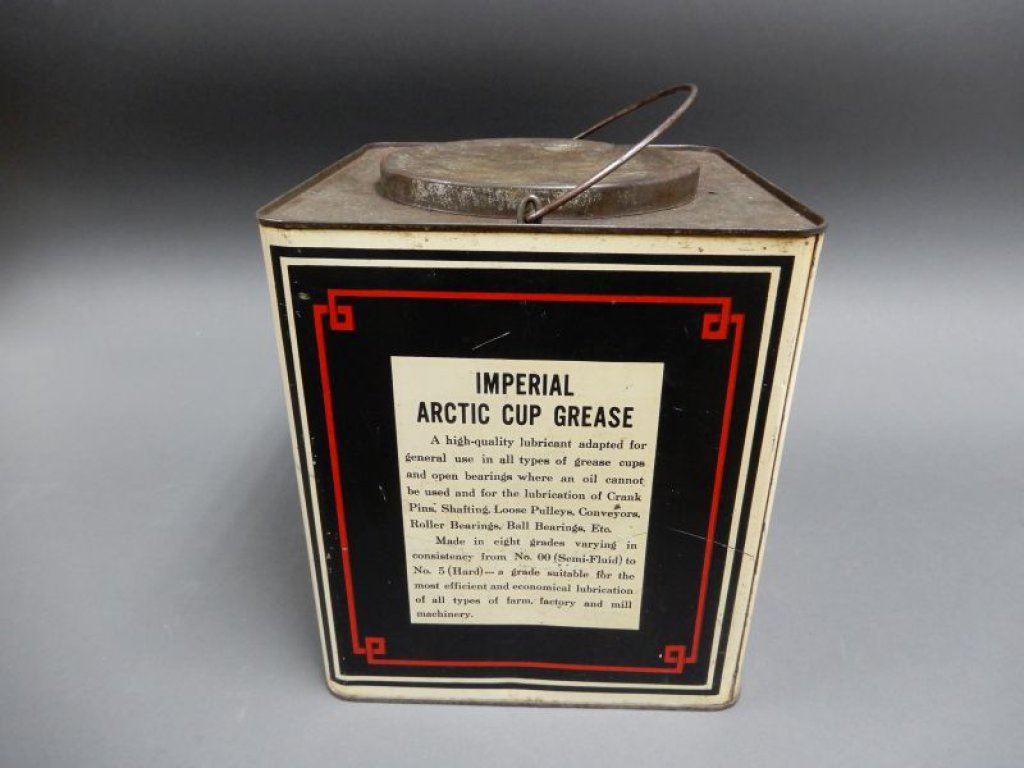 IMPERIAL
ARCTIC CUP GREASE
A high-quality lubricant adapted for
general use in all types of grease cups
and open bearings where an oil cannot
be used and for the lubrication of Crank
Pins, Shafting, Loose Pulleys, Conveyors,
Roller Bearings, Ball Bearings, Etc.
Made in eight grades varying in
consistency from No. 00 (Semi-Fluid) to
No. 5 (Hard)—a grade suitable for the
most efficient and economical lubrication
of all types of farm, factory and mill
machinery.